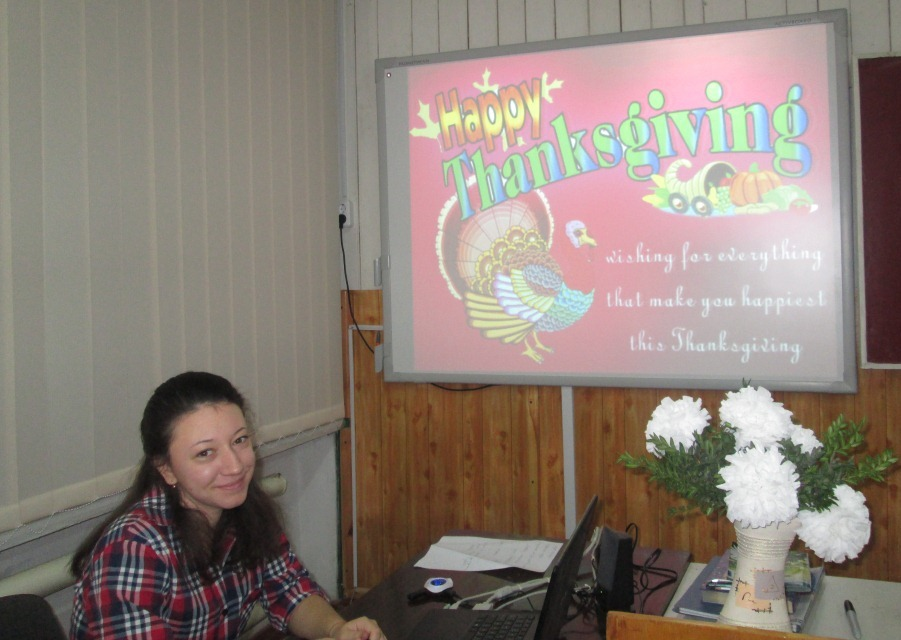 Happy
Thanksgiving
wishing for everything
that make you happiest
this Thanksgiving